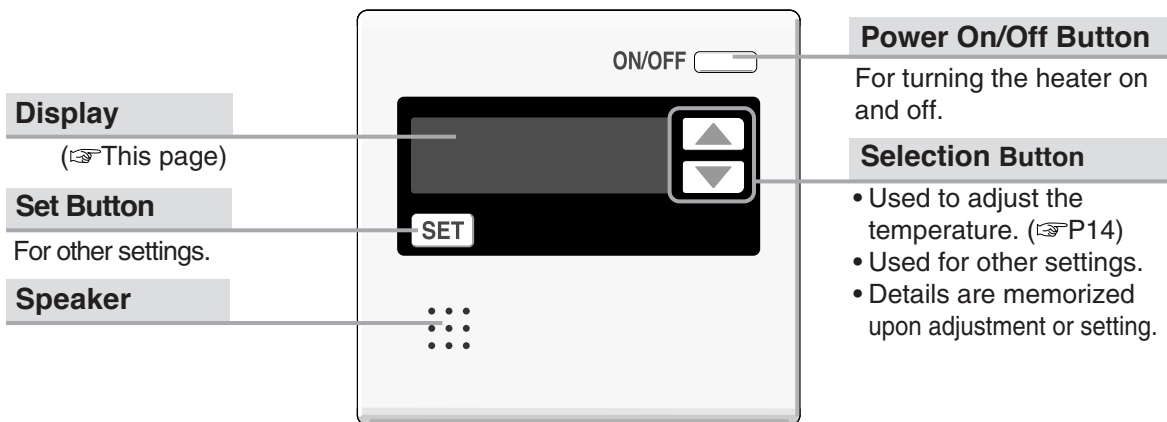 Display
(☞This page)
Set Button
For other settings.
Speaker
ON/OFF
SET
Power On/Off Button
For turning the heater on
and off.
Selection Button
• Used to adjust the
temperature. (☞P14)
• Used for other settings.
• Details are memorized
upon adjustment or setting.